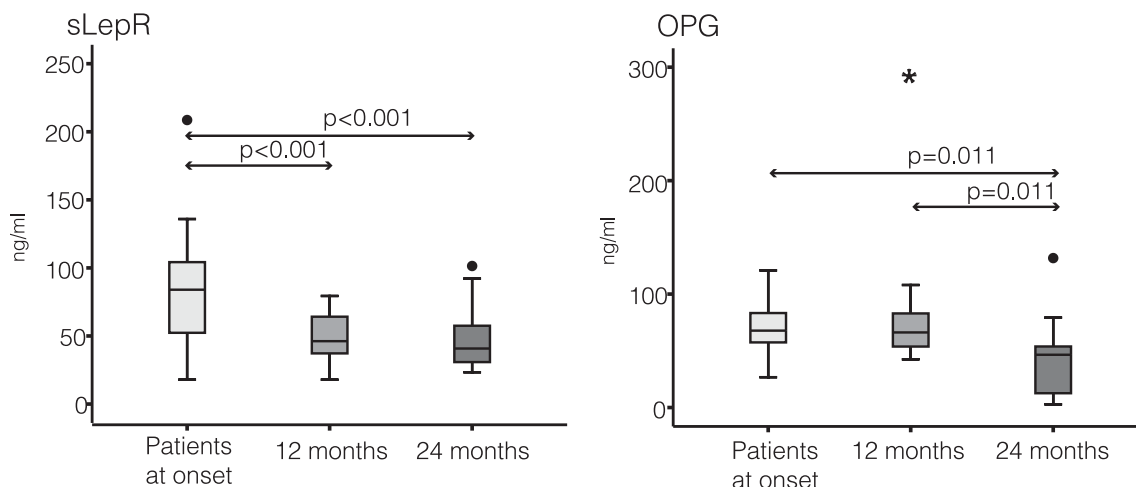 sLepR
250
200
150
100
50
0
ng/ml
p<0.001
p<0.001
Patients
at onset
12 months
24 months
OPG
300
200
100
0
ng/ml
*
p=0.011
p=0.011
Patients
at onset
12 months
24 months